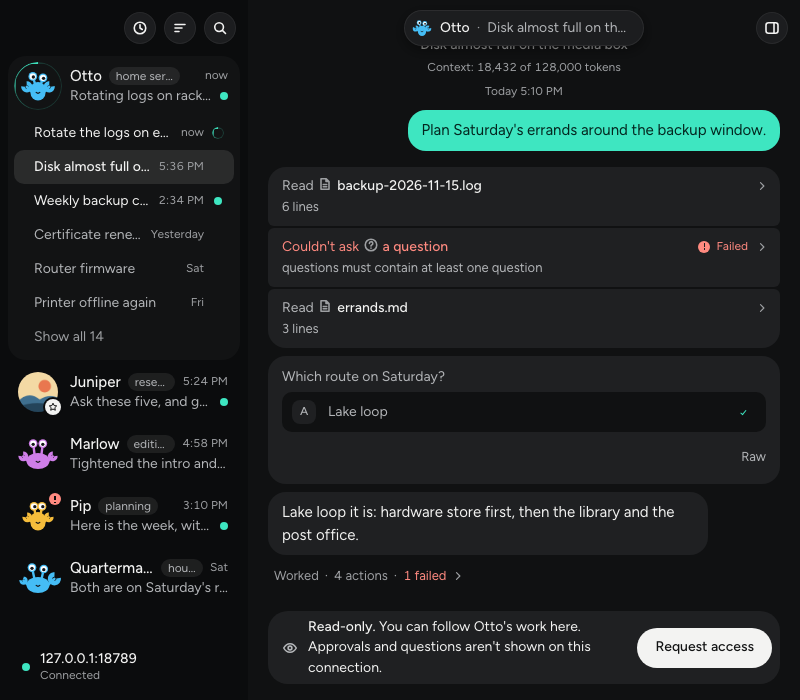 Otto home ser... now
Rotating logs on rack...
Rotate the logs on e... now
Disk almost full o... 5:36 PM
Weekly backup c... 2:34 PM
Certificate rene... Yesterday
Router firmware Sat
Printer offline again Fri
Show all 14
Juniper rese... 5:24 PM
Ask these five, and g...
Marlow editi... 4:58 PM
Tightened the intro and...
Pip planning 3:10 PM
Here is the week, wit...
Quarterma... hou... Sat
Both are on Saturday's r...
127.0.0.1:18789
Connected
Otto · Disk almost full on th...
Disk almost full on the media box
Context: 18,432 of 128,000 tokens
Today 5:10 PM
Plan Saturday's errands around the backup window.
Read backup-2026-11-15.log
6 lines
Couldn't ask a question Failed
questions must contain at least one question
Read errands.md
3 lines
Which route on Saturday?
A Lake loop
Raw
Lake loop it is: hardware store first, then the library and the
post office.
Worked · 4 actions · 1 failed
Read-only. You can follow Otto's work here.
Approvals and questions aren't shown on this
connection.
Request access